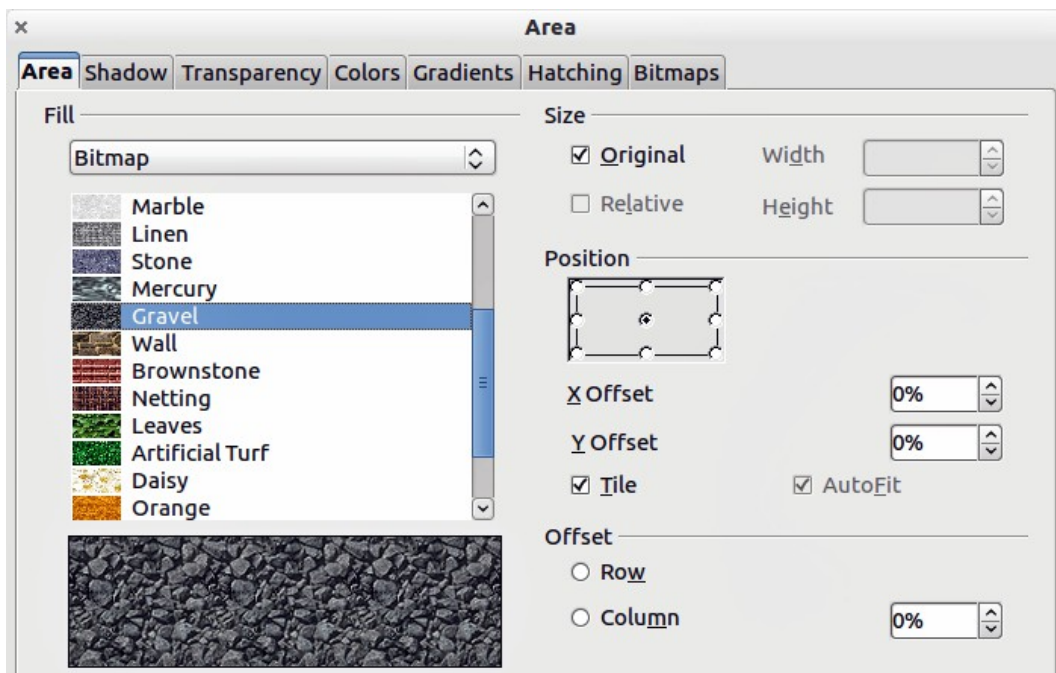 Area
Area Shadow Transparency Colors Gradients Hatching Bitmaps
Fill
Bitmap
Marble
Linen
Stone
Mercury
Gravel
Wall
Brownstone
Netting
Leaves
Artificial Turf
Daisy
Orange
Size
Original Width
Relative Height
Position
X Offset 0%
Y Offset 0%
Tile AutoFit
Offset
Row
Column 0%